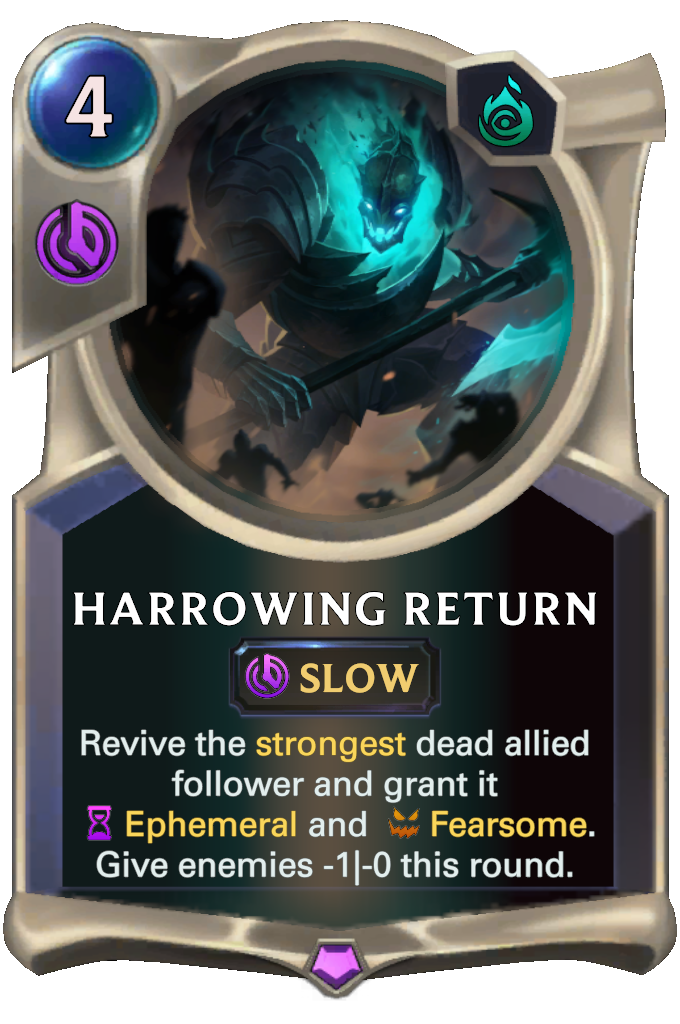 4
HARROWING RETURN
SLOW
Revive the strongest dead allied
follower and grant it
Ephemeral and Fearsome.
Give enemies -1|-0 this round.